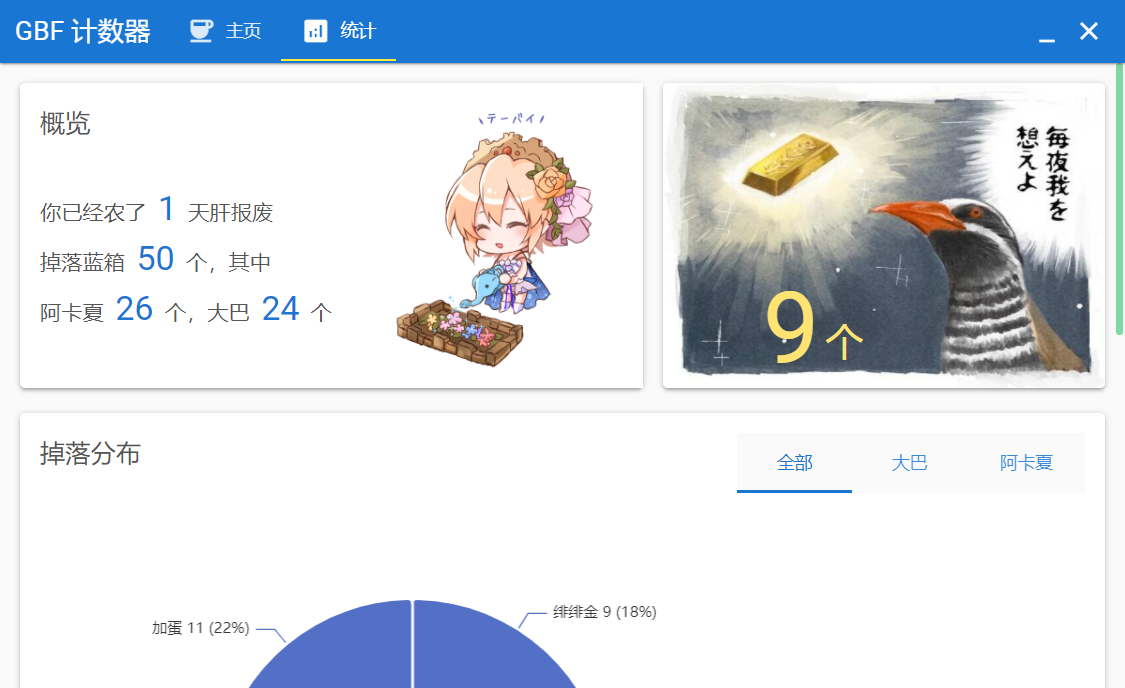 GBF 计数器
主页
统计
概览
テーバイ
你已经农了 1 天肝报废
掉落蓝箱 50 个，其中
阿卡夏 26 个，大巴 24 个
毎夜我を
想えよ
9个
掉落分布
全部
大巴
阿卡夏
绯绯金 9 (18%)
加蛋 11 (22%)